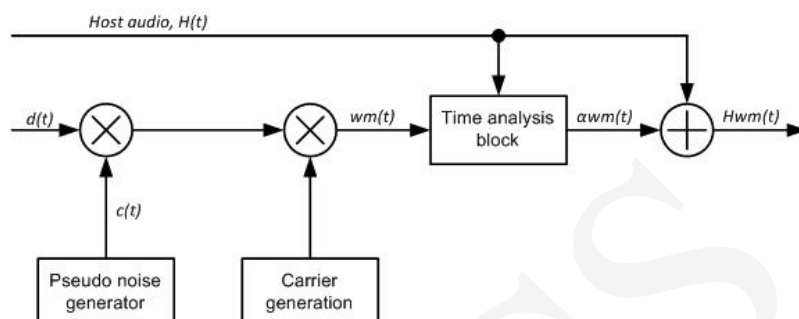 Host audio, H(t)
d(t)
wm(t)
Time analysis
block
αwm(t)
Hwm(t)
c(t)
Pseudo noise
generator
Carrier
generation